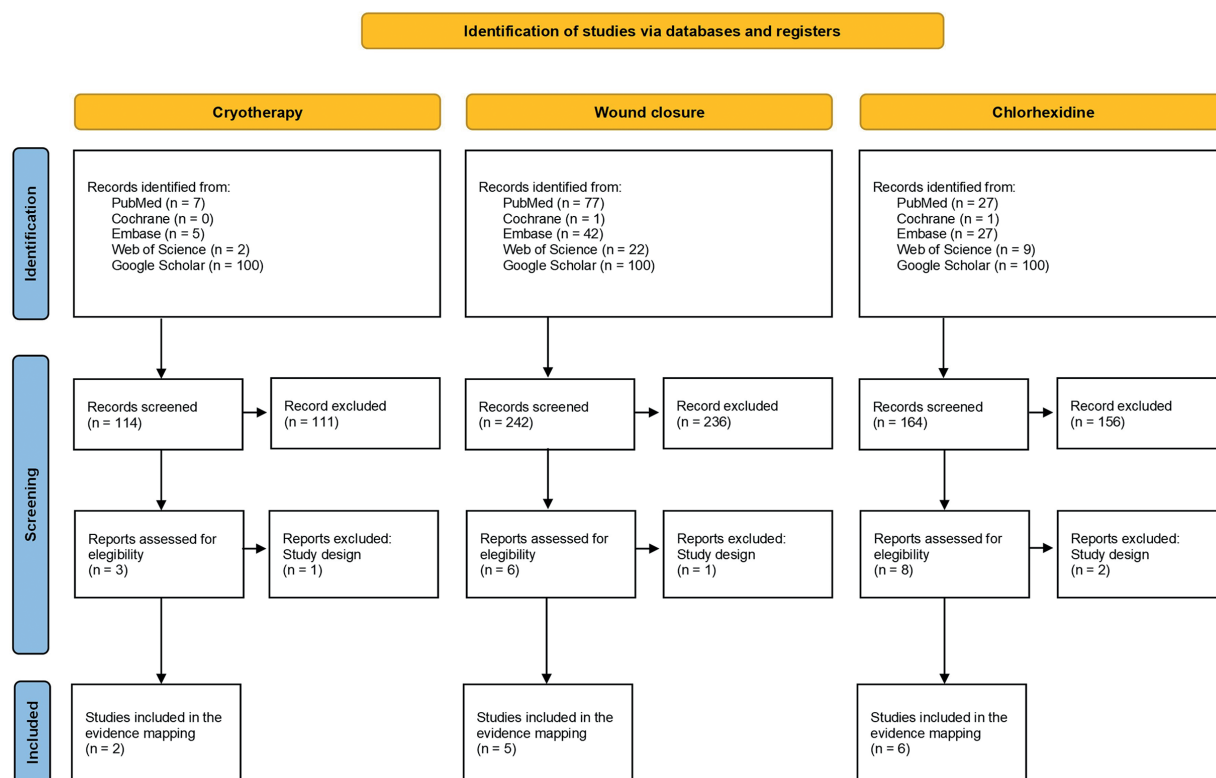 Identification of studies via databases and registers
Cryotherapy
Wound closure
Chlorhexidine
Identification
Records identified from:
PubMed (n = 7)
Cochrane (n = 0)
Embase (n = 5)
Web of Science (n = 2)
Google Scholar (n = 100)
Records identified from:
PubMed (n = 77)
Cochrane (n = 1)
Embase (n = 42)
Web of Science (n = 22)
Google Scholar (n = 100)
Records identified from:
PubMed (n = 27)
Cochrane (n = 1)
Embase (n = 27)
Web of Science (n = 9)
Google Scholar (n = 100)
Screening
Records screened
(n = 114)
Record excluded
(n = 111)
Records screened
(n = 242)
Record excluded
(n = 236)
Records screened
(n = 164)
Record excluded
(n = 156)
Reports assessed for
elegibility
(n = 3)
Reports excluded:
Study design
(n = 1)
Reports assessed for
elegibility
(n = 6)
Reports excluded:
Study design
(n = 1)
Reports assessed for
elegibility
(n = 8)
Reports excluded:
Study design
(n = 2)
Included
Studies included in the
evidence mapping
(n = 2)
Studies included in the
evidence mapping
(n = 5)
Studies included in the
evidence mapping
(n = 6)